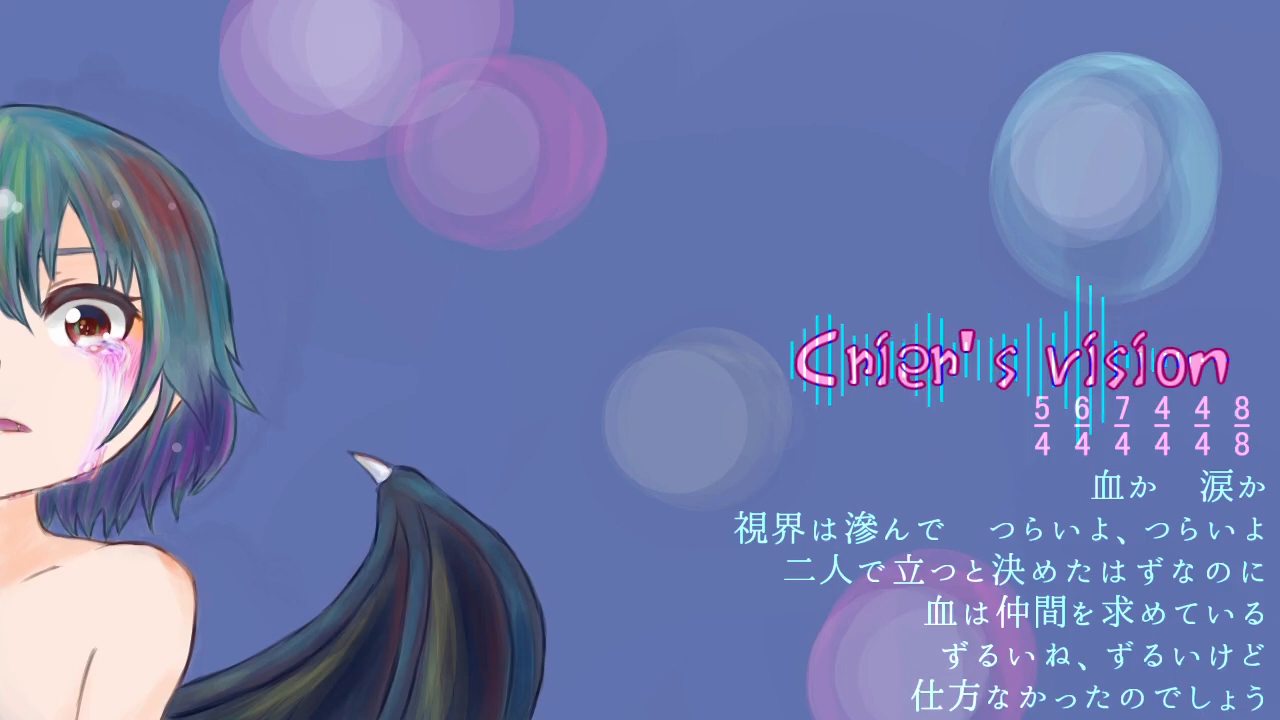 Chier's vision
5/4 6/4 7/4 4/4 4/4 8/8
血か　涙か
視界は滲んで　つらいよ、つらいよ
二人で立つと決めたはずなのに
血は仲間を求めている
ずるいね、ずるいけど
仕方なかったのでしょう